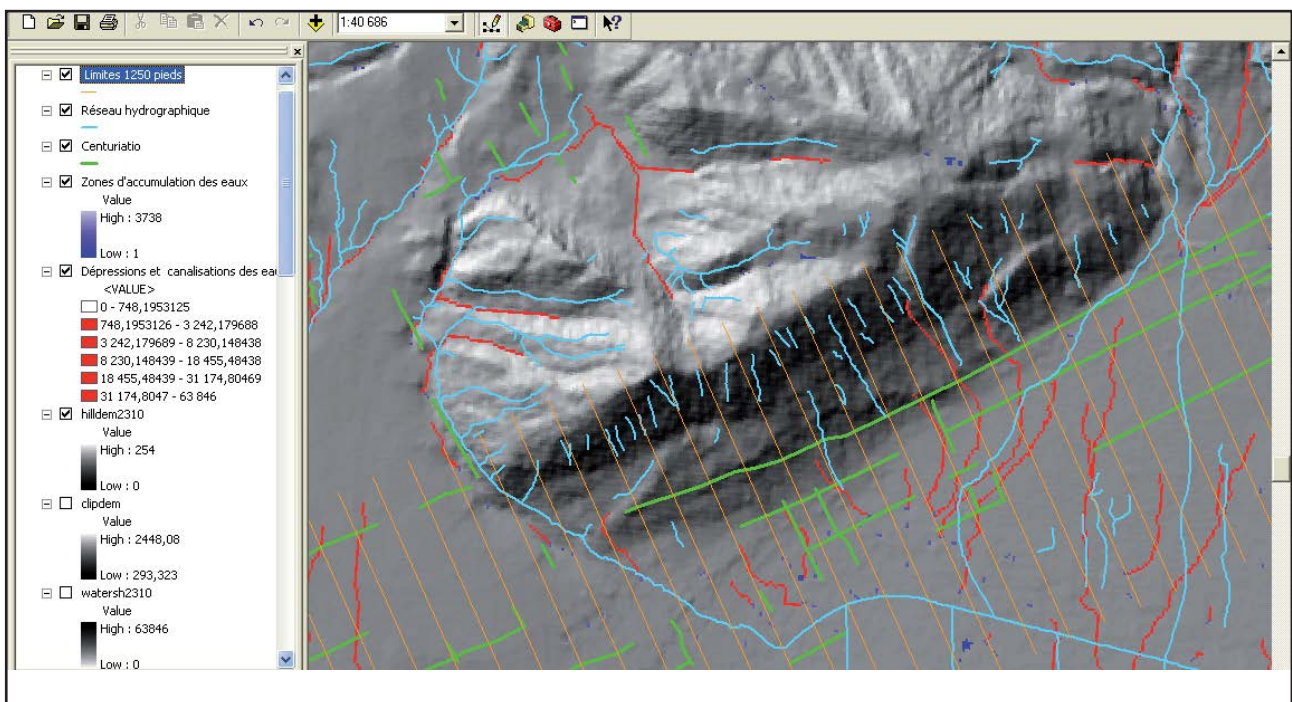 1:40 686
Limites 1250 pieds
Réseau hydrographique
Centuriatio
Zones d'accumulation des eaux
Value
High : 3738
Low : 1
Dépressions et canalisations des eau
<VALUE>
0 - 748,1953125
748,1953126 - 3 242,179688
3 242,179689 - 8 230,148438
8 230,148439 - 18 455,48438
18 455,48439 - 31 174,80469
31 174,8047 - 63 846
hilldem2310
Value
High : 254
Low : 0
clipdem
Value
High : 2448,08
Low : 293,323
watersh2310
Value
High : 63846
Low : 0